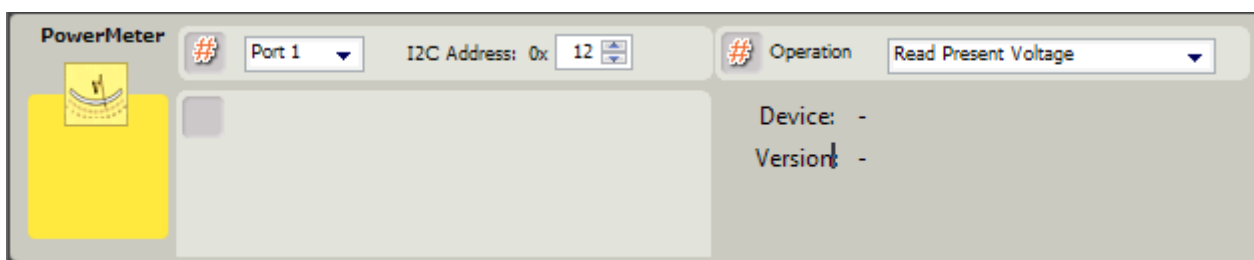 PowerMeter
# Port 1 I2C Address: 0x 12 # Operation Read Present Voltage
Device: -
Version: -